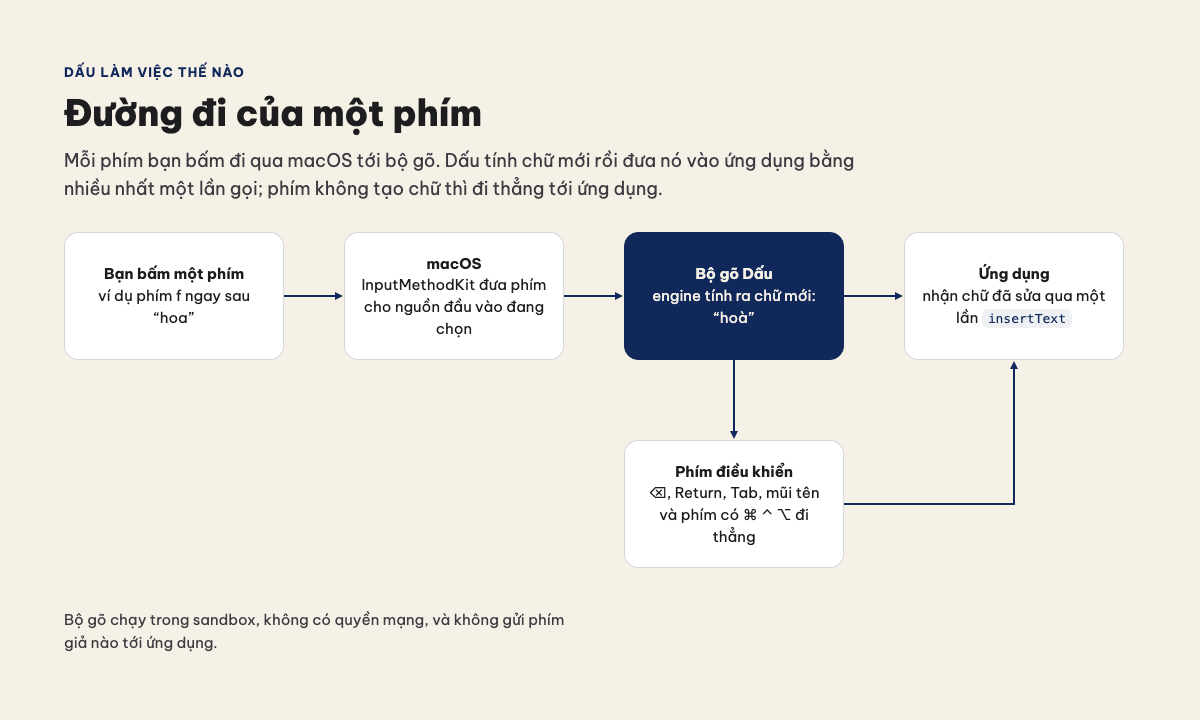 DẤU LÀM VIỆC THẾ NÀO
Đường đi của một phím
Mỗi phím bạn bấm đi qua macOS tới bộ gõ. Dấu tính chữ mới rồi đưa nó vào ứng dụng bằng
nhiều nhất một lần gọi; phím không tạo chữ thì đi thẳng tới ứng dụng.
Bạn bấm một phím
ví dụ phím f ngay sau
“hoa”
macOS
InputMethodKit đưa phím
cho nguồn đầu vào đang
chọn
Bộ gõ Dấu
engine tính ra chữ mới:
“hoà”
Ứng dụng
nhận chữ đã sửa qua một
lần insertText
Phím điều khiển
⌫, Return, Tab, mũi tên
và phím có ⌘ ^ ⌥ đi
thẳng
Bộ gõ chạy trong sandbox, không có quyền mạng, và không gửi phím
giả nào tới ứng dụng.